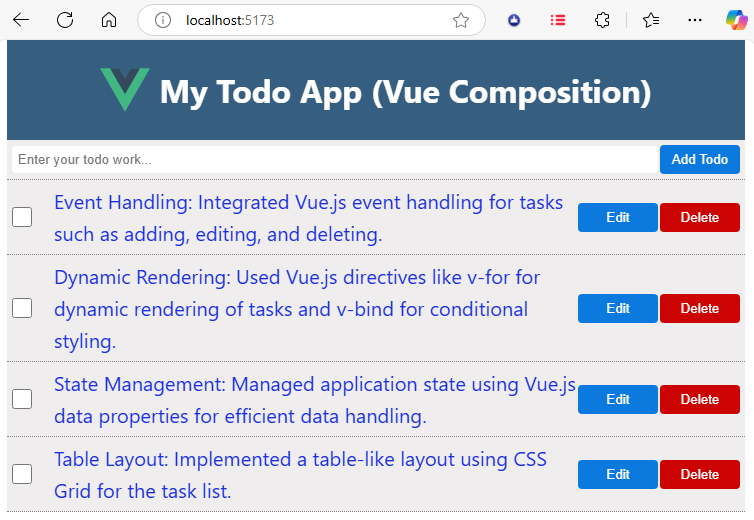 localhost:5173
My Todo App (Vue Composition)
Enter your todo work...
Add Todo
Event Handling: Integrated Vue.js event handling for tasks
such as adding, editing, and deleting.
Edit
Delete
Dynamic Rendering: Used Vue.js directives like v-for for
dynamic rendering of tasks and v-bind for conditional
styling.
Edit
Delete
State Management: Managed application state using Vue.js
data properties for efficient data handling.
Edit
Delete
Table Layout: Implemented a table-like layout using CSS
Grid for the task list.
Edit
Delete